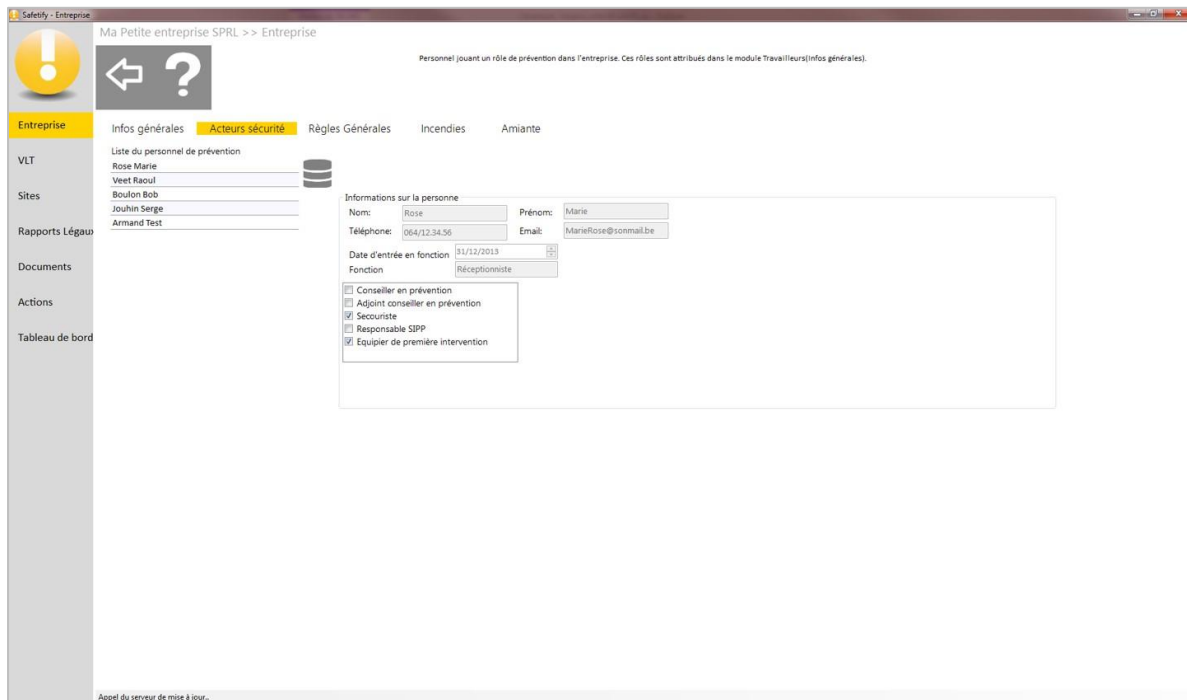 Safetify - Entreprise
Ma Petite entreprise SPRL >> Entreprise
Personnel jouant un rôle de prévention dans l'entreprise. Ces rôles sont attribués dans le module Travailleurs(Infos générales).
Entreprise
VLT
Sites
Rapports Légaux
Documents
Actions
Tableau de bord
Infos générales Acteurs sécurité Règles Générales Incendies Amiante
Liste du personnel de prévention
Rose Marie
Veet Raoul
Boulon Bob
Jouhin Serge
Armand Test
Informations sur la personne
Nom: Rose Prénom: Marie
Téléphone: 064/12.34.56 Email: MarieRose@sonmail.be
Date d'entrée en fonction 31/12/2013
Fonction Réceptionniste
Conseiller en prévention
Adjoint conseiller en prévention
Secouriste
Responsable SIPP
Equipier de première intervention
Appel du serveur de mise à jour..